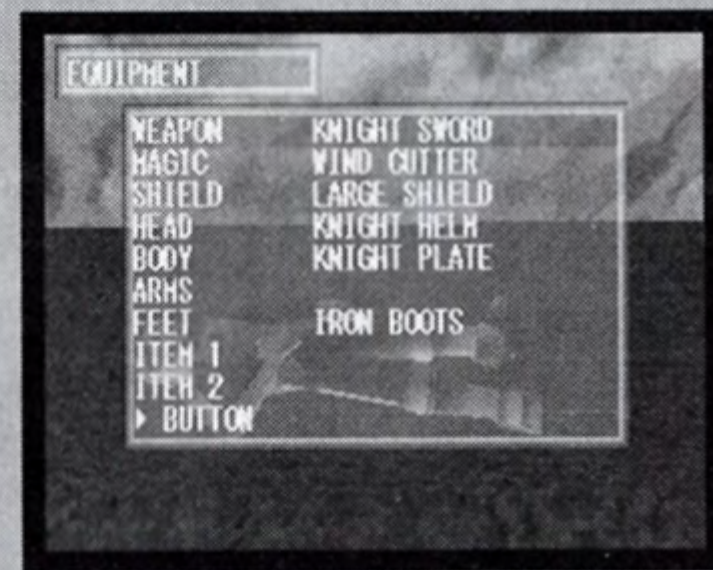 EQUIPMENT
WEAPON KNIGHT SWORD
MAGIC WIND CUTTER
SHIELD LARGE SHIELD
HEAD KNIGHT HELM
BODY KNIGHT PLATE
ARMS
FEET IRON BOOTS
ITEM 1
ITEM 2
▶ BUTTON